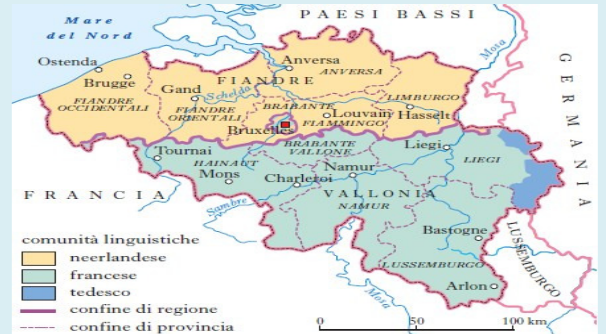 PAESI BASSI
Mare
del Nord
Mosa
GERMANIA
Ostenda
Anversa
Brugge
FIANDRE
ANVERSA
Gand
Schelda
FIANDRE
OCCIDENTALI
FIANDRE
ORIENTALI
BRABANTE
FIAMMINGO
LIMBURGO
Louvain
Hasselt
Bruxelles
BRABANTE
VALLONE
Tournai
Liegi
LIEGI
HAINAUT
Mons
Namur
Charleroi
VALLONIA
FRANCIA
NAMUR
Sambre
Bastogne
LUSSEMBURGO
LUSSEMBURGO
Mosa
Arlon
comunità linguistiche
neerlandese
francese
tedesco
confine di regione
confine di provincia
0 100 km